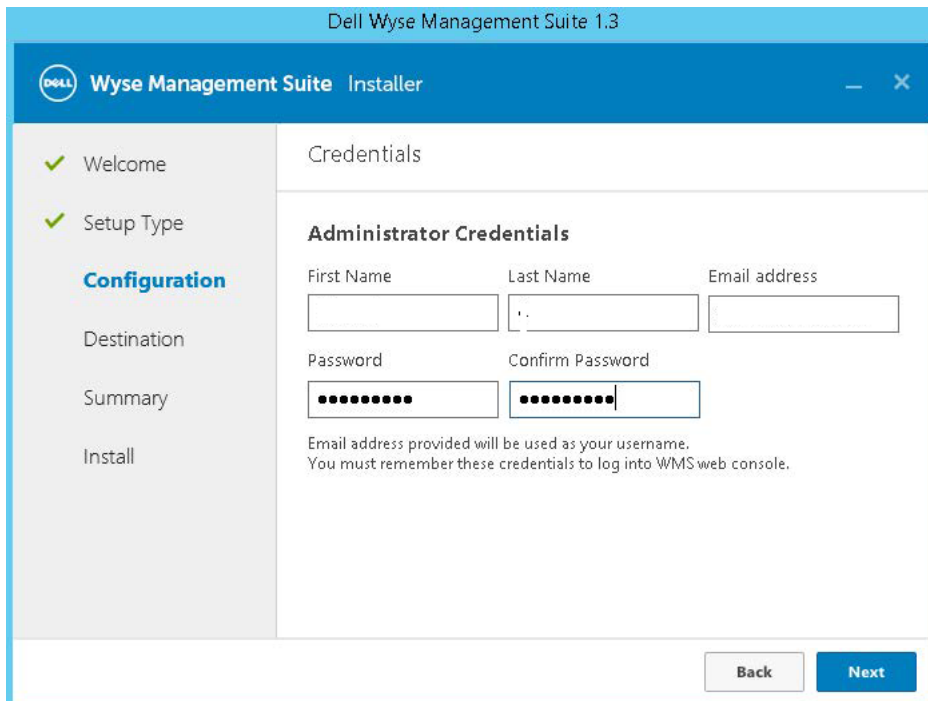 Dell Wyse Management Suite 1.3
DELL Wyse Management Suite Installer
Welcome
Setup Type
Configuration
Destination
Summary
Install
Credentials
Administrator Credentials
First Name Last Name Email address
Password Confirm Password
●●●●●●●●● ●●●●●●●●●
Email address provided will be used as your username.
You must remember these credentials to log into WMS web console.
Back Next